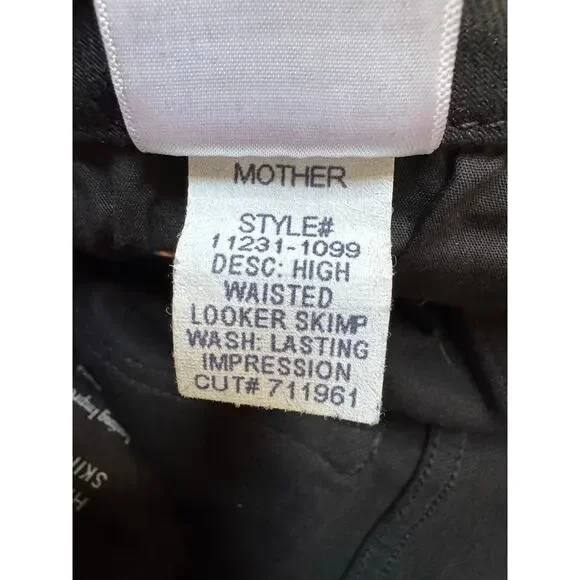 MOTHER
STYLE#
11231-1099
DESC: HIGH
WAISTED
LOOKER SKIMP
WASH: LASTING
IMPRESSION
CUT# 711961